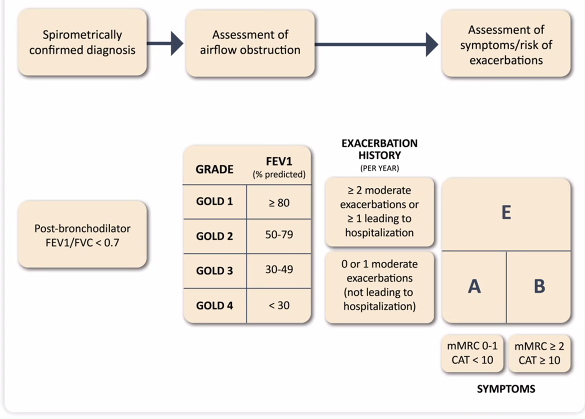 Spirometrically
confirmed diagnosis
Assessment of
airflow obstruction
Assessment of
symptoms/risk of
exacerbations
Post-bronchodilator
FEV1/FVC < 0.7
GRADE
FEV1
(% predicted)
GOLD 1
≥ 80
GOLD 2
50-79
GOLD 3
30-49
GOLD 4
< 30
EXACERBATION
HISTORY
(PER YEAR)
≥ 2 moderate
exacerbations or
≥ 1 leading to
hospitalization
0 or 1 moderate
exacerbations
(not leading to
hospitalization)
E
A
B
mMRC 0-1
CAT < 10
mMRC ≥ 2
CAT ≥ 10
SYMPTOMS